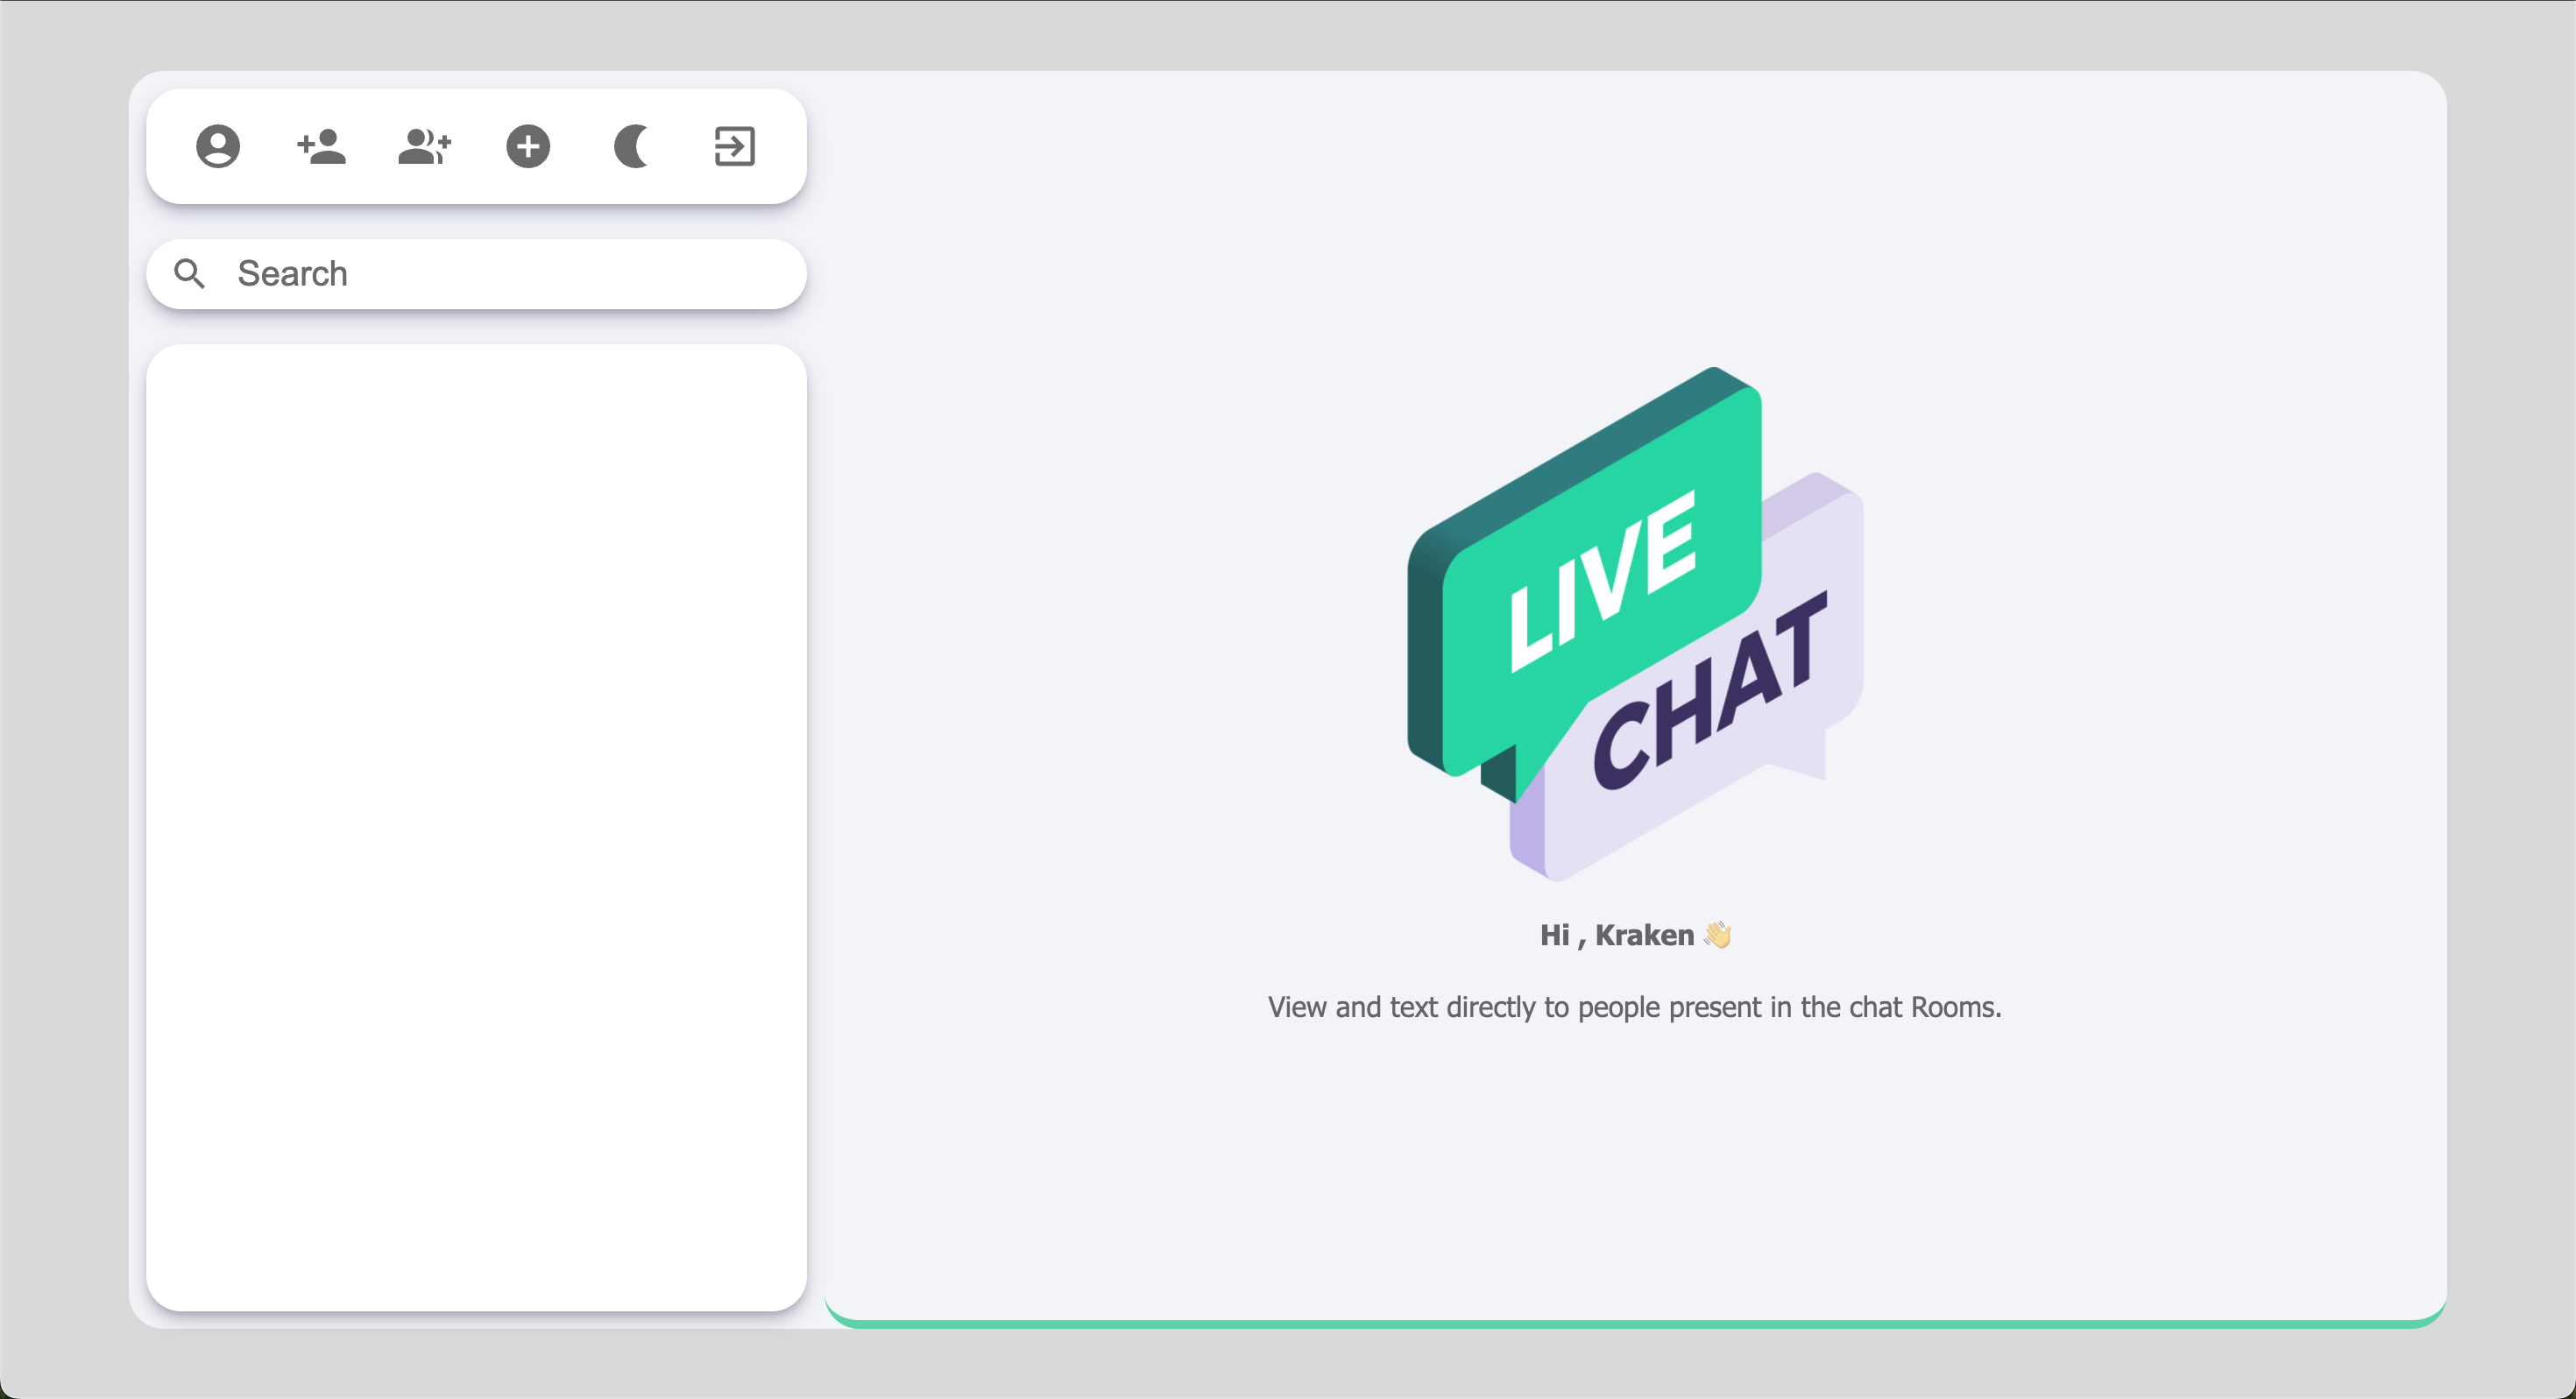 Search
LIVE
CHAT
Hi , Kraken 👋
View and text directly to people present in the chat Rooms.